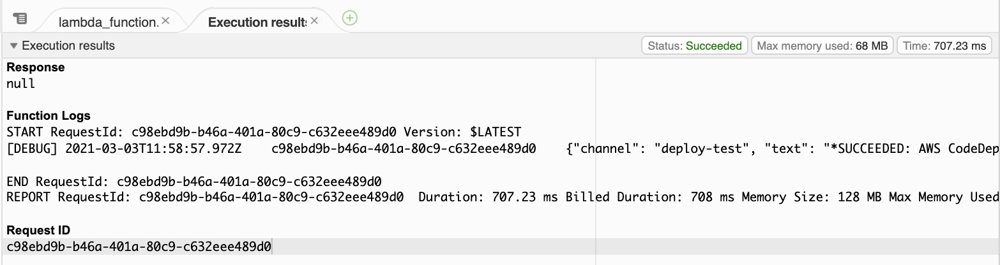 lambda_function. Execution results
Execution results Status: Succeeded Max memory used: 68 MB Time: 707.23 ms
Response
null
Function Logs
START RequestId: c98ebd9b-b46a-401a-80c9-c632eee489d0 Version: $LATEST
[DEBUG] 2021-03-03T11:58:57.972Z c98ebd9b-b46a-401a-80c9-c632eee489d0 {"channel": "deploy-test", "text": "*SUCCEEDED: AWS CodeDep
END RequestId: c98ebd9b-b46a-401a-80c9-c632eee489d0
REPORT RequestId: c98ebd9b-b46a-401a-80c9-c632eee489d0 Duration: 707.23 ms Billed Duration: 708 ms Memory Size: 128 MB Max Memory Used
Request ID
c98ebd9b-b46a-401a-80c9-c632eee489d0